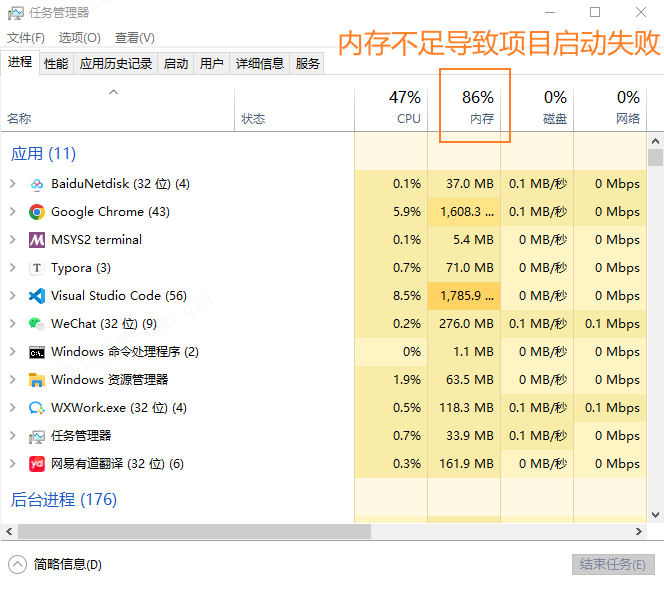 任务管理器
文件(F) 选项(O) 查看(V)
内存不足导致项目启动失败
进程 性能 应用历史记录 启动 用户 详细信息 服务
47% 86% 0% 0%
名称 状态 CPU 内存 磁盘 网络
应用 (11)
BaiduNetdisk (32 位) (4) 0.1% 37.0 MB 0.1 MB/秒 0 Mbps
Google Chrome (43) 5.9% 1,608.3 ... 0.1 MB/秒 0 Mbps
MSYS2 terminal 0.1% 5.4 MB 0 MB/秒 0 Mbps
Typora (3) 0.7% 71.0 MB 0 MB/秒 0 Mbps
Visual Studio Code (56) 8.5% 1,785.9 ... 0 MB/秒 0 Mbps
WeChat (32 位) (9) 0.2% 276.0 MB 0.1 MB/秒 0.1 Mbps
Windows 命令处理程序 (2) 0% 1.1 MB 0 MB/秒 0 Mbps
Windows 资源管理器 1.9% 63.5 MB 0 MB/秒 0 Mbps
WXWork.exe (32 位) (4) 0.5% 118.3 MB 0.1 MB/秒 0.1 Mbps
任务管理器 0.7% 33.9 MB 0.1 MB/秒 0 Mbps
网易有道翻译 (32 位) (6) 0.3% 161.9 MB 0 MB/秒 0 Mbps
后台进程 (176)
简略信息(D) 结束任务(E)